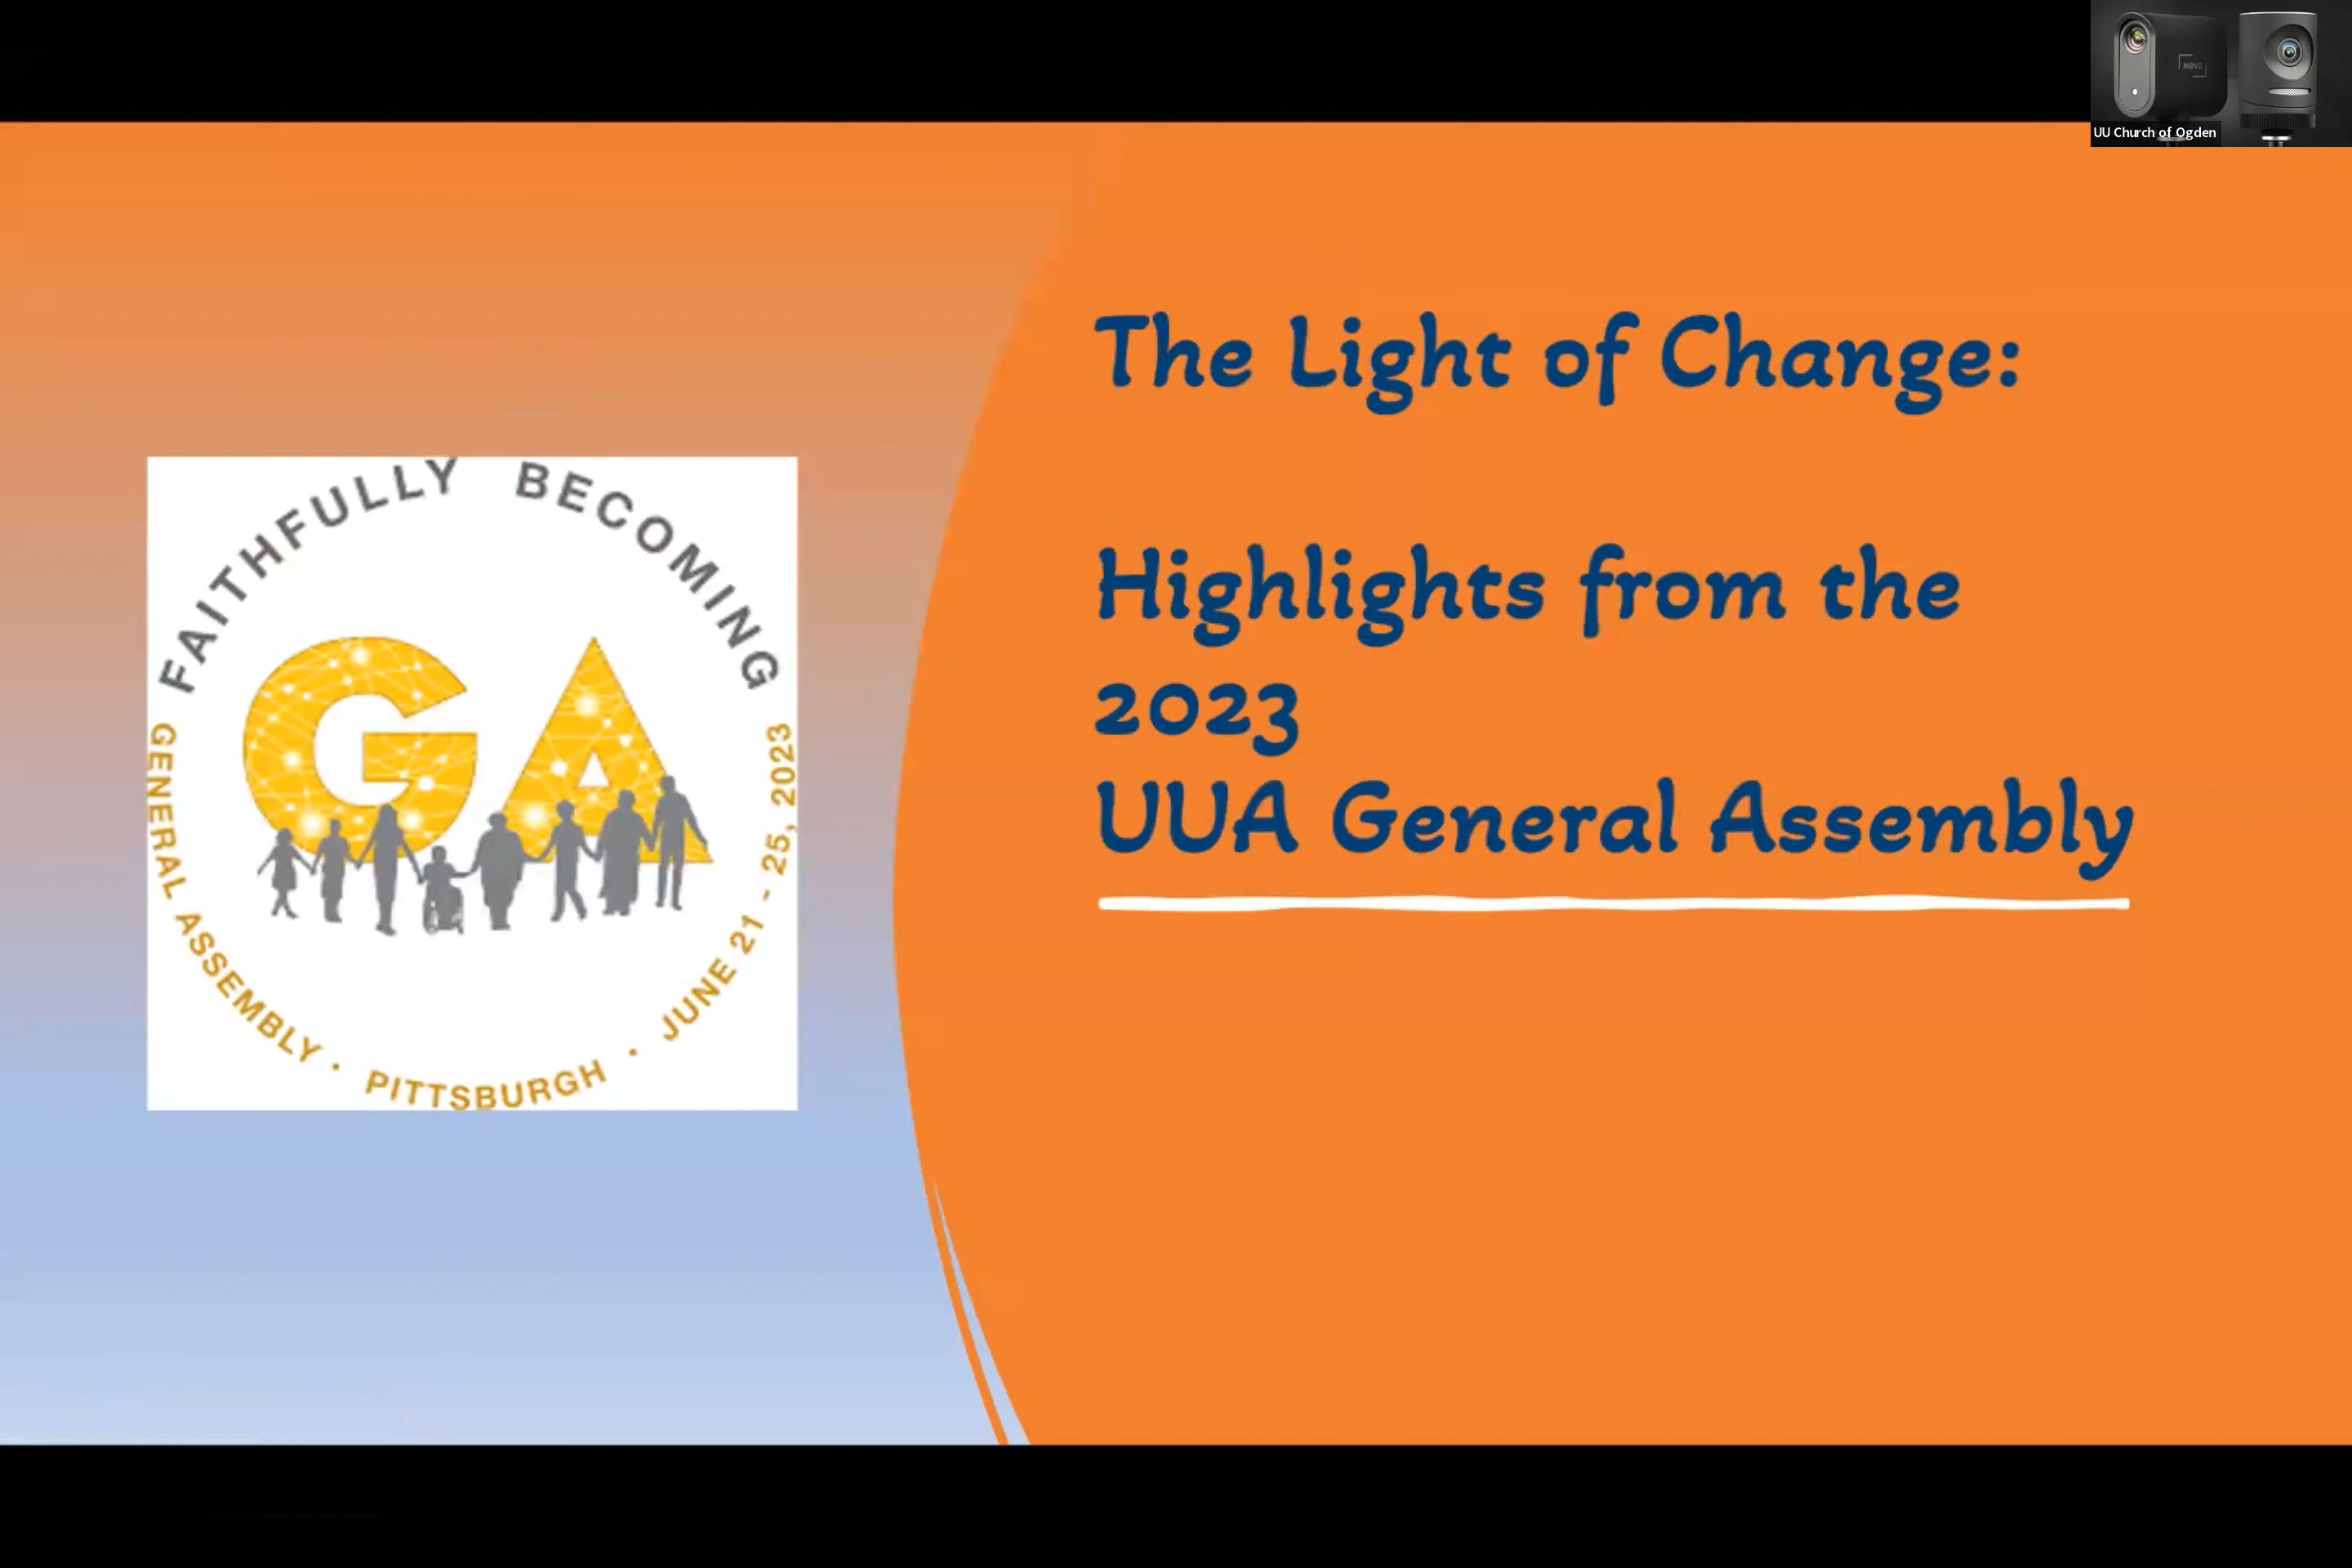 UU Church of Ogden
mevo
The Light of Change:
Highlights from the
2023
UUA General Assembly
FAITHFULLY BECOMING
GA
GENERAL ASSEMBLY • PITTSBURGH • JUNE 21 - 25, 2023